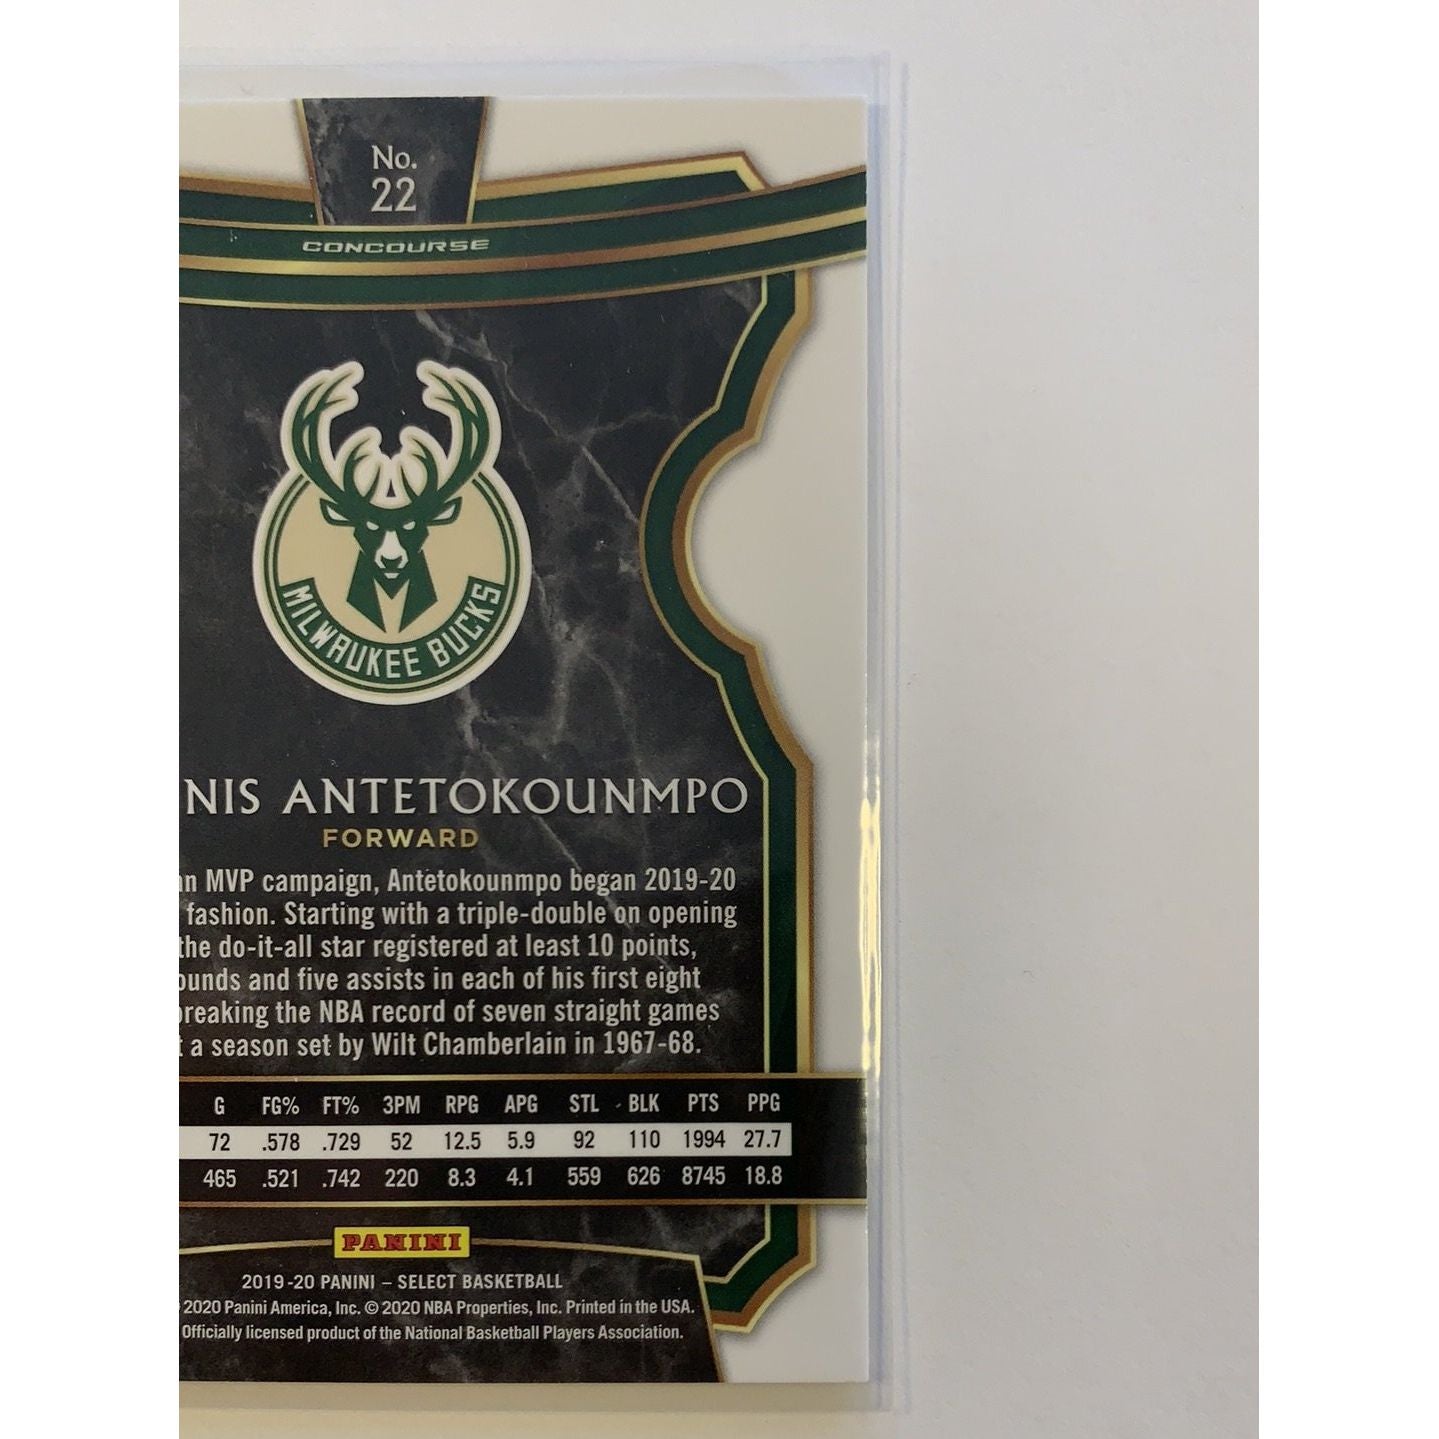 No.
22
CONCOURSE
MILWAUKEE BUCKS
NIS ANTETOKOUNMPO
FORWARD
an MVP campaign, Antetokounmpo began 2019-20
fashion. Starting with a triple-double on opening
the do-it-all star registered at least 10 points,
ounds and five assists in each of his first eight
reaking the NBA record of seven straight games
t a season set by Wilt Chamberlain in 1967-68.
G FG% FT% 3PM RPG APG STL BLK PTS PPG
72 .578 .729 52 12.5 5.9 92 110 1994 27.7
465 .521 .742 220 8.3 4.1 559 626 8745 18.8
PANINI
2019-20 PANINI – SELECT BASKETBALL
2020 Panini America, Inc. © 2020 NBA Properties, Inc. Printed in the USA.
Officially licensed product of the National Basketball Players Association.